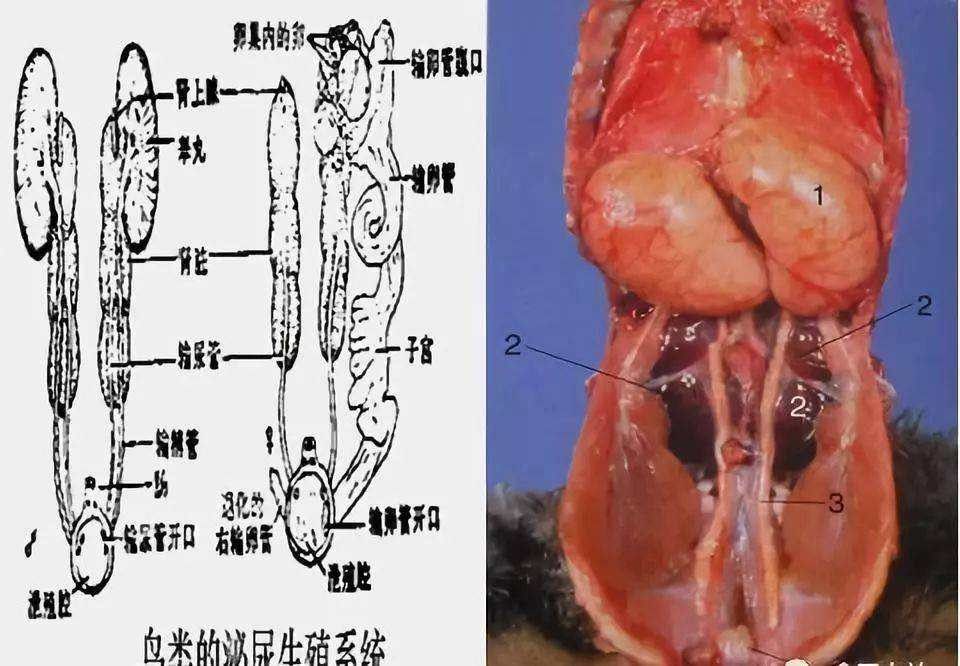 卵巢内的卵
输卵管腹口
肾上腺
睾丸
输卵管
肾脏
子宫
输尿管
输精管
♀
肠
退化的
右输卵管
输卵管开口
♂
输尿管开口
泄殖腔
泄殖腔
鸟类的泌尿生殖系统
1
2
2
2
3